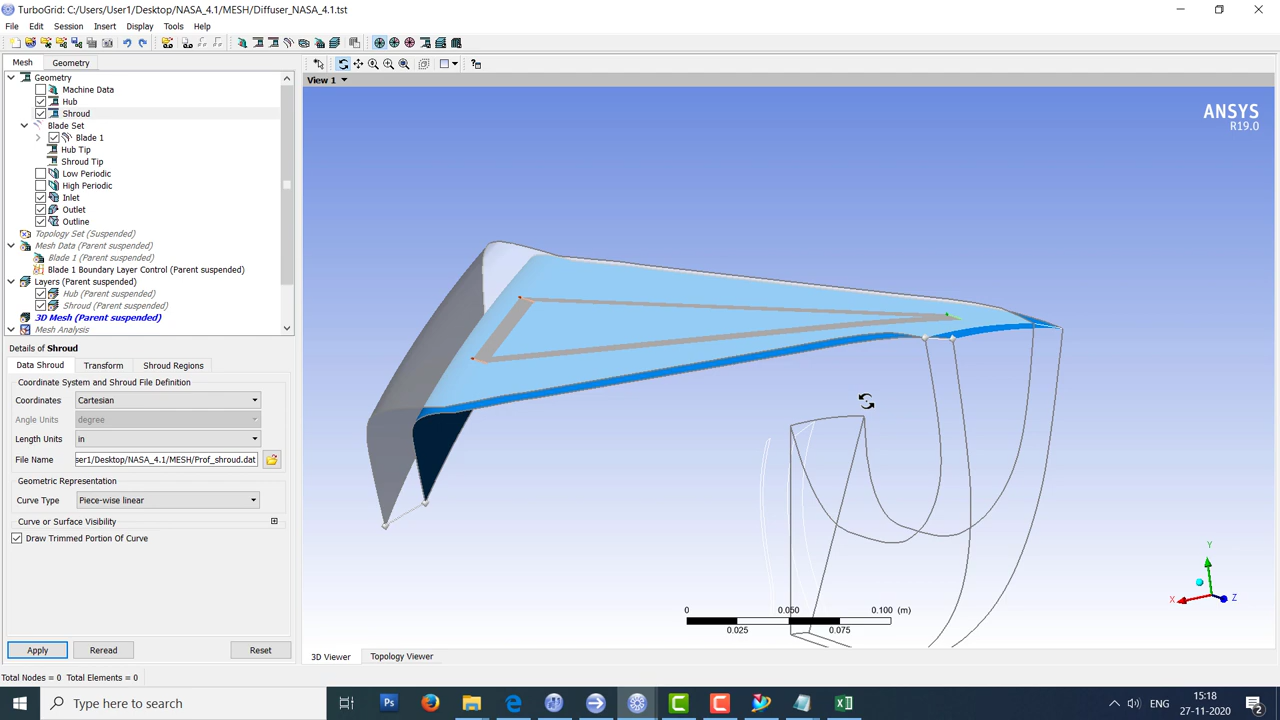 TurboGrid: C:/Users/User1/Desktop/NASA_4.1/MESH/Diffuser_NASA_4.1.tst
File Edit Session Insert Display Tools Help
Mesh Geometry
View 1
Geometry
Machine Data
Hub
Shroud
Blade Set
Blade 1
Hub Tip
Shroud Tip
Low Periodic
High Periodic
Inlet
Outlet
Outline
Topology Set (Suspended)
Mesh Data (Parent suspended)
Blade 1 (Parent suspended)
Blade 1 Boundary Layer Control (Parent suspended)
Layers (Parent suspended)
Hub (Parent suspended)
Shroud (Parent suspended)
3D Mesh (Parent suspended)
Mesh Analysis
Details of Shroud
Data Shroud Transform Shroud Regions
Coordinate System and Shroud File Definition
Coordinates Cartesian
Angle Units degree
Length Units in
File Name ser1/Desktop/NASA_4.1/MESH/Prof_shroud.dat
Geometric Representation
Curve Type Piece-wise linear
Curve or Surface Visibility
Draw Trimmed Portion Of Curve
Apply Reread Reset
ANSYS
R19.0
0 0.050 0.100 (m)
0.025 0.075
Y
X Z
3D Viewer Topology Viewer
Total Nodes = 0 Total Elements = 0
Type here to search
Ps
ENG
15:18
27-11-2020
2